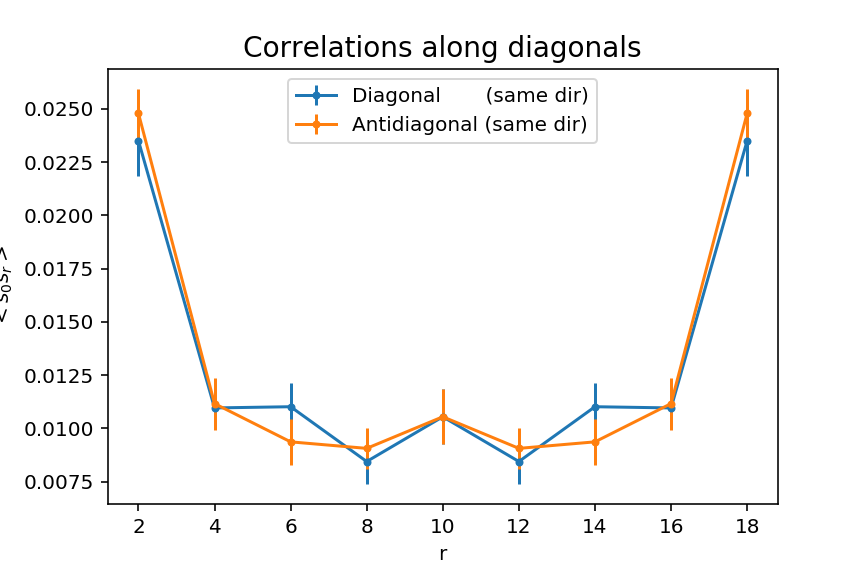 Correlations along diagonals
Diagonal (same dir)
Antidiagonal (same dir)
0.0250
0.0225
0.0200
0.0175
0.0150
0.0125
0.0100
0.0075
< s₀sᵣ >
2 4 6 8 10 12 14 16 18
r